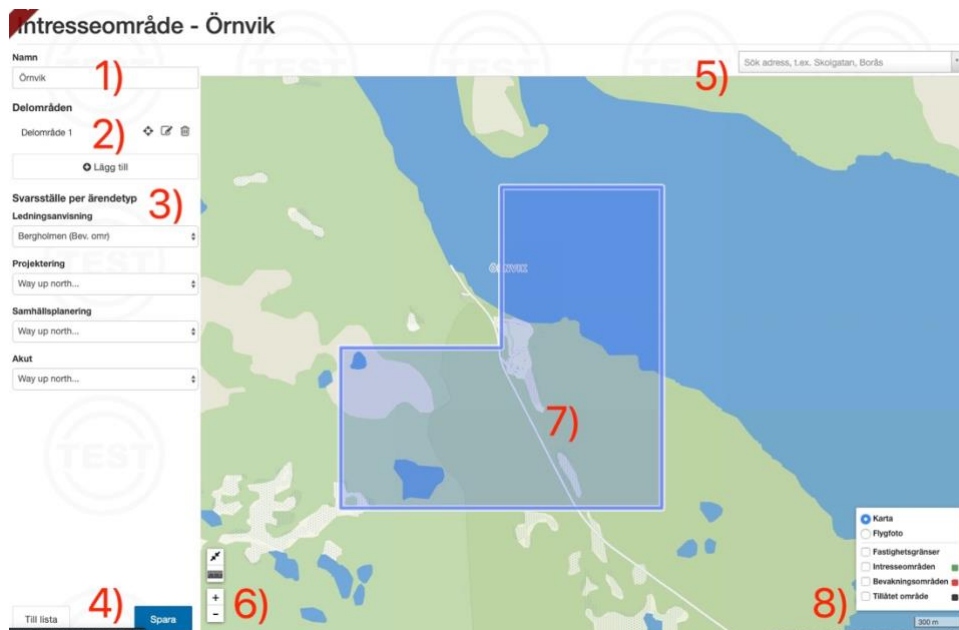 Intresseområde - Örnvik
Namn
Örnvik
1)
Delområden
Delområde 1
2)
Lägg till
Svarsställe per ärendetyp
3)
Ledningsanvisning
Bergholmen (Bev. omr)
Projektering
Way up north...
Samhällsplanering
Way up north...
Akut
Way up north...
TEST
Till lista
4)
Spara
5)
Sök adress, t.ex. Skolgatan, Borås
ÖRNVIK
7)
+
-
6)
8)
Karta
Flygfoto
Fastighetsgränser
Intresseområden
Bevakningsområden
Tillåtet område
300 m